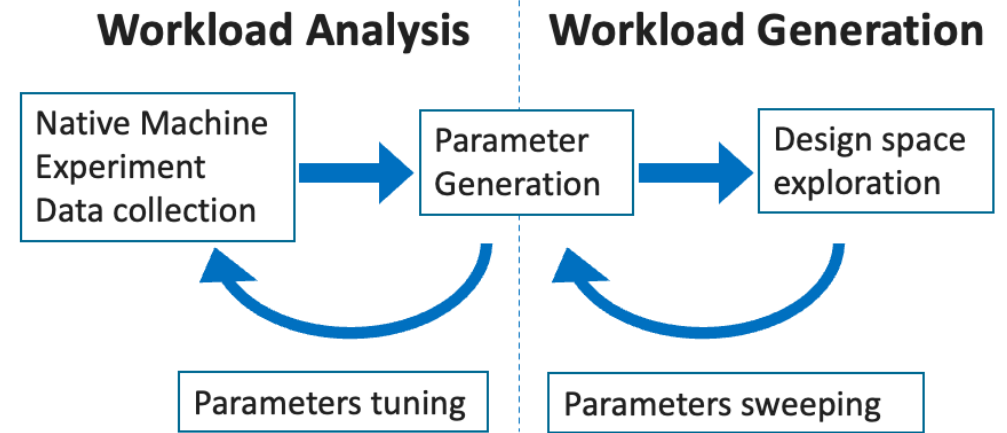 Workload Analysis
Workload Generation
Native Machine
Experiment
Data collection
Parameter
Generation
Design space
exploration
Parameters tuning
Parameters sweeping